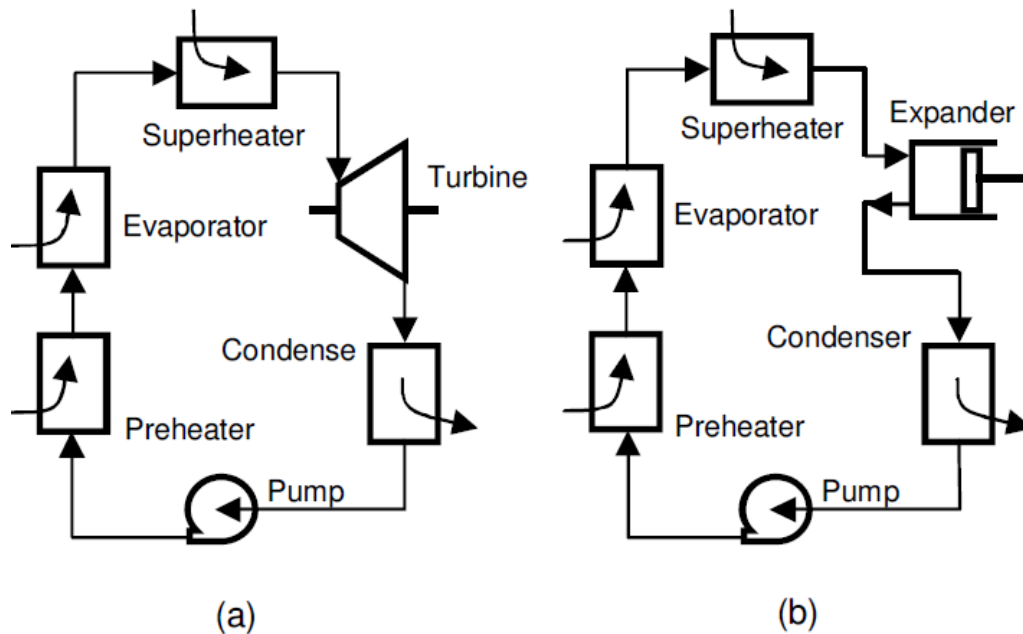 Superheater
Turbine
Evaporator
Condense
Preheater
Pump
(a)
Expander
Superheater
Evaporator
Condenser
Preheater
Pump
(b)